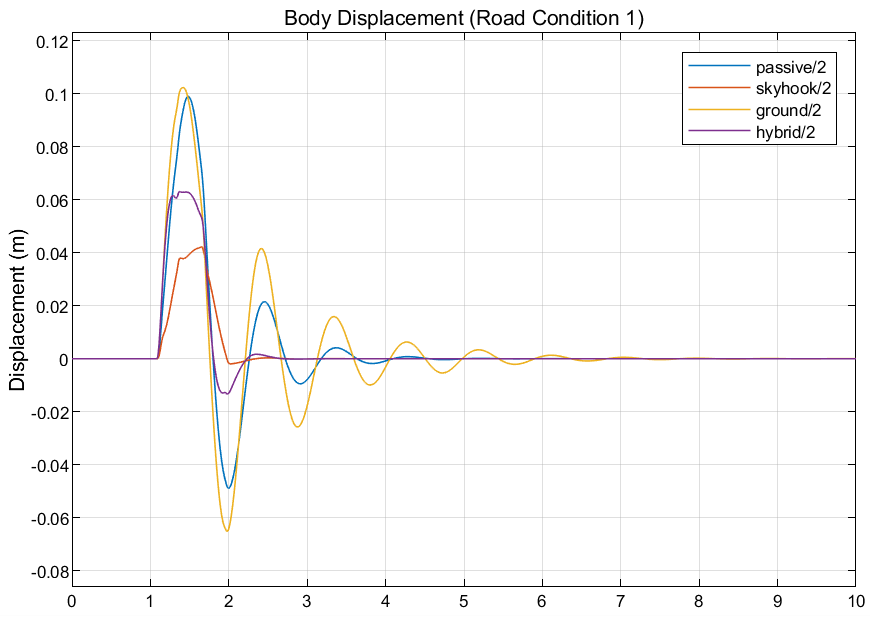 Body Displacement (Road Condition 1)
0.12
0.1
0.08
0.06
0.04
0.02
0
-0.02
-0.04
-0.06
-0.08
Displacement (m)
passive/2
skyhook/2
ground/2
hybrid/2
0 1 2 3 4 5 6 7 8 9 10